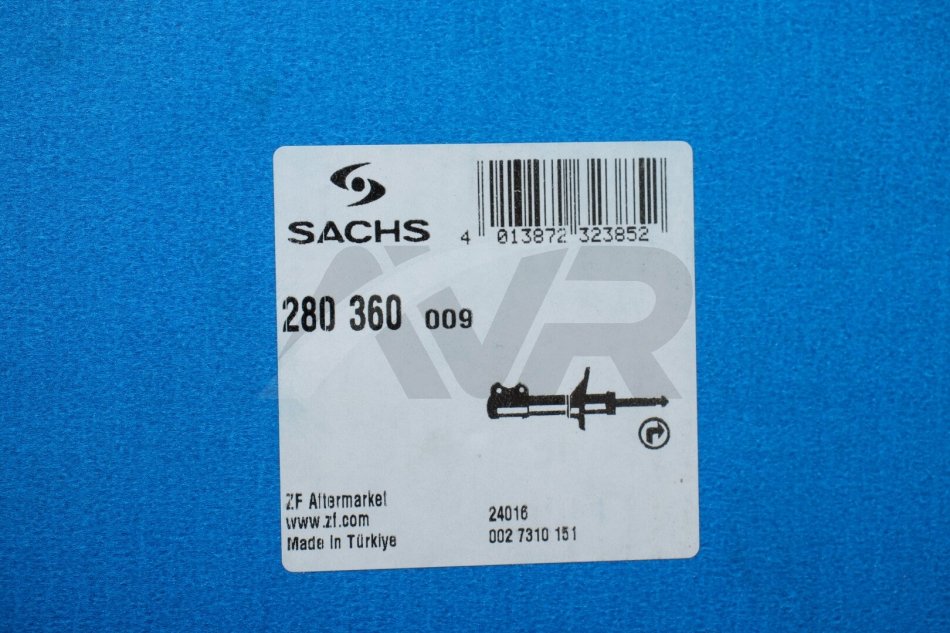 SACHS
4 013872 323852
280 360 009
AVR
ZF Aftermarket
www.zf.com
Made in Türkiye
24016
002 7310 151